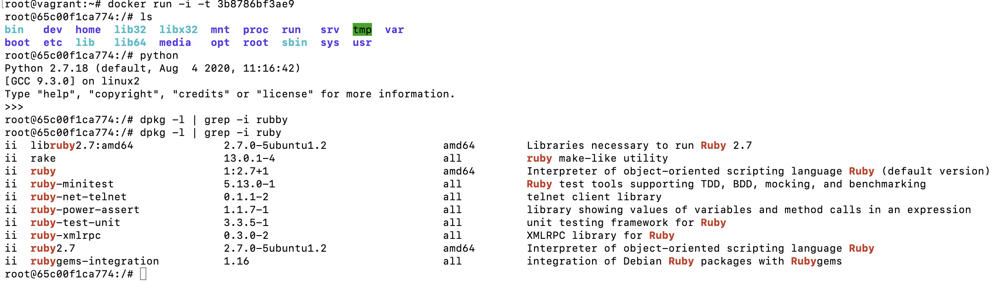 root@vagrant:~# docker run -i -t 3b8786bf3ae9
root@65c00f1ca774:/# ls
bin   dev  home  lib32  libx32  mnt  proc  run   srv  tmp  var
boot  etc  lib   lib64  media   opt  root  sbin  sys  usr
root@65c00f1ca774:/# python
Python 2.7.18 (default, Aug  4 2020, 11:16:42)
[GCC 9.3.0] on linux2
Type "help", "copyright", "credits" or "license" for more information.
>>>
root@65c00f1ca774:/# dpkg -l | grep -i rubby
root@65c00f1ca774:/# dpkg -l | grep -i ruby
ii  libruby2.7:amd64              2.7.0-5ubuntu1.2                  amd64        Libraries necessary to run Ruby 2.7
ii  rake                          13.0.1-4                          all          ruby make-like utility
ii  ruby                          1:2.7+1                           amd64        Interpreter of object-oriented scripting language Ruby (default version)
ii  ruby-minitest                 5.13.0-1                          all          Ruby test tools supporting TDD, BDD, mocking, and benchmarking
ii  ruby-net-telnet               0.1.1-2                           all          telnet client library
ii  ruby-power-assert             1.1.7-1                           all          library showing values of variables and method calls in an expression
ii  ruby-test-unit                3.3.5-1                           all          unit testing framework for Ruby
ii  ruby-xmlrpc                   0.3.0-2                           all          XMLRPC library for Ruby
ii  ruby2.7                       2.7.0-5ubuntu1.2                  amd64        Interpreter of object-oriented scripting language Ruby
ii  rubygems-integration          1.16                              all          integration of Debian Ruby packages with Rubygems
root@65c00f1ca774:/#